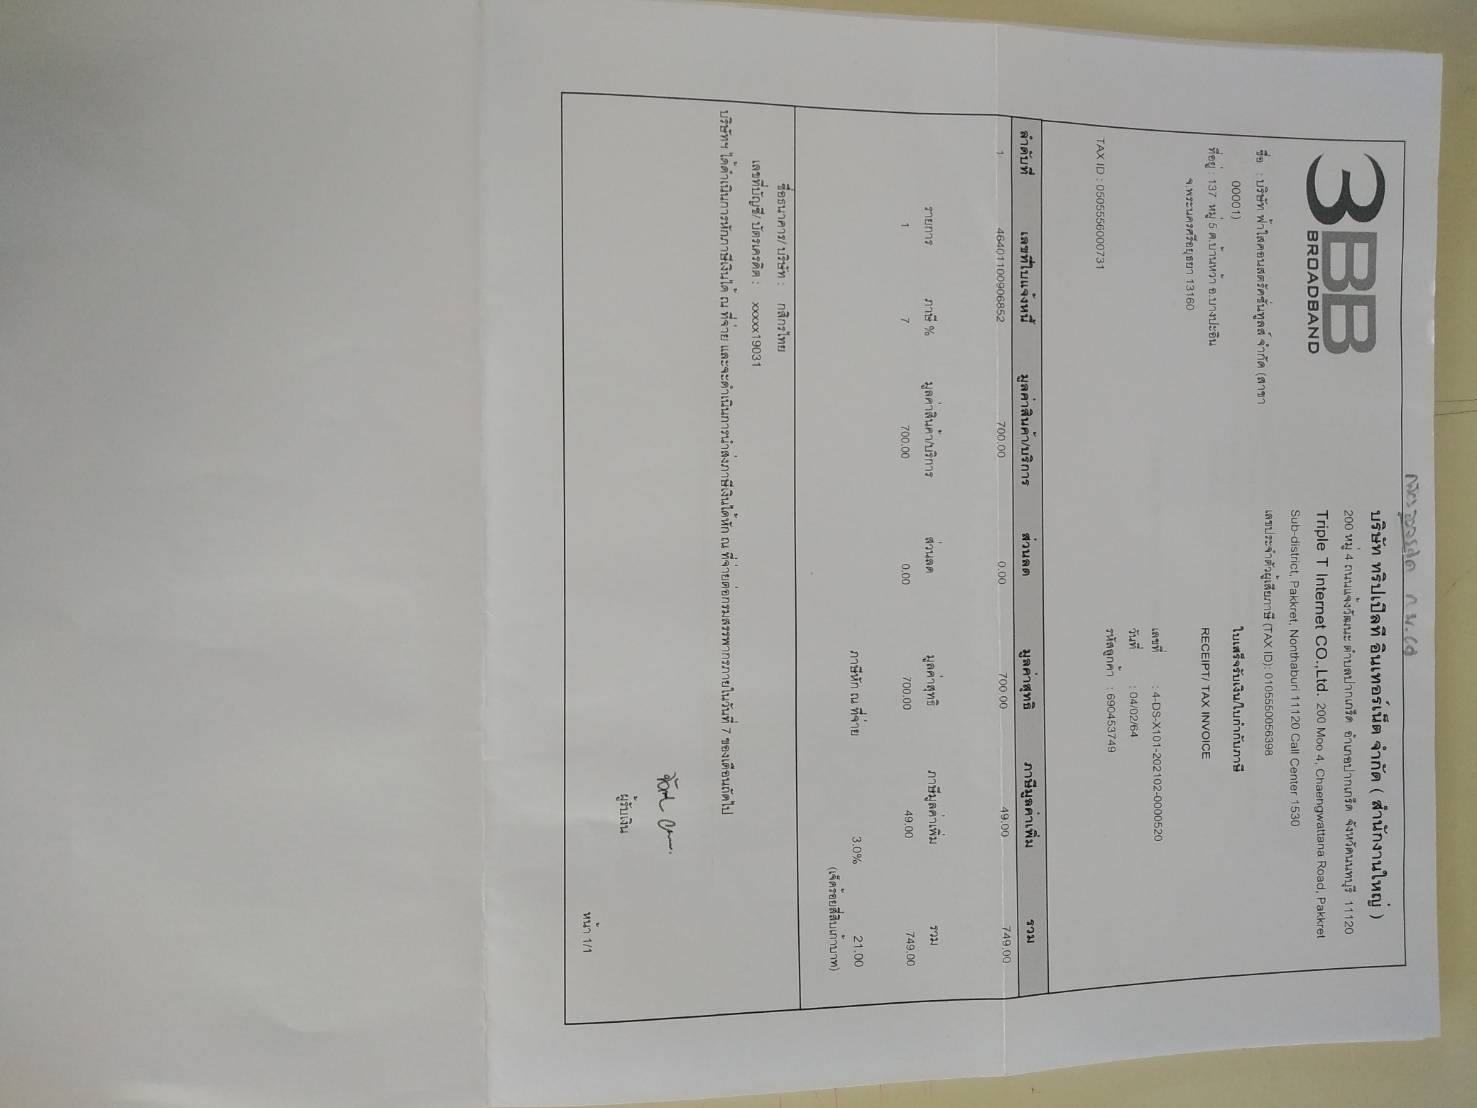 3BB
BROADBAND
บริษัท ทริปเปิลที อินเทอร์เน็ต จำกัด ( สำนักงานใหญ่ )
200 หมู่ 4 ถนนแจ้งวัฒนะ ตำบลปากเกร็ด อำเภอปากเกร็ด จังหวัดนนทบุรี 11120
Triple T Internet CO.,Ltd. 200 Moo 4, Chaengwattana Road, Pakkret
Sub-district, Pakkret, Nonthaburi 11120 Call Center 1530
เลขประจำตัวผู้เสียภาษี (TAX ID): 0105550056398
ชื่อ : บริษัท ฟ้าใสคอนสตรัคชั่นทูลส์ จำกัด (สาขา
00001)
ที่อยู่ : 137 หมู่ 5 ต.บ้านหว้า อ.บางปะอิน
จ.พระนครศรีอยุธยา 13160
TAX ID : 0505556000731
ใบเสร็จรับเงิน/ใบกำกับภาษี
RECEIPT/ TAX INVOICE
เลขที่ : 4-DS-X101-202102-0000520
วันที่ : 04/02/64
รหัสลูกค้า : 690453749
ลำดับที่ เลขที่ใบแจ้งหนี้ มูลค่าสินค้า/บริการ ส่วนลด มูลค่าสุทธิ ภาษีมูลค่าเพิ่ม รวม
1 46401100906852 700.00 0.00 700.00 49.00 749.00
รายการ ภาษี % มูลค่าสินค้า/บริการ ส่วนลด มูลค่าสุทธิ ภาษีมูลค่าเพิ่ม รวม
1 7 700.00 0.00 700.00 49.00 749.00
ภาษีหัก ณ ที่จ่าย 3.0% 21.00
(เจ็ดร้อยสี่สิบเก้าบาท)
ชื่อธนาคาร/ บริษัท : กสิกรไทย
เลขที่บัญชี/ บัตรเครดิต : xxxxx19031
บริษัทฯ ได้ดำเนินการหักภาษีเงินได้ ณ ที่จ่าย และจะดำเนินการนำส่งภาษีเงินได้หัก ณ ที่จ่ายต่อกรมสรรพากรภายในวันที่ 7 ของเดือนถัดไป
ผู้รับเงิน
หน้า 1/1